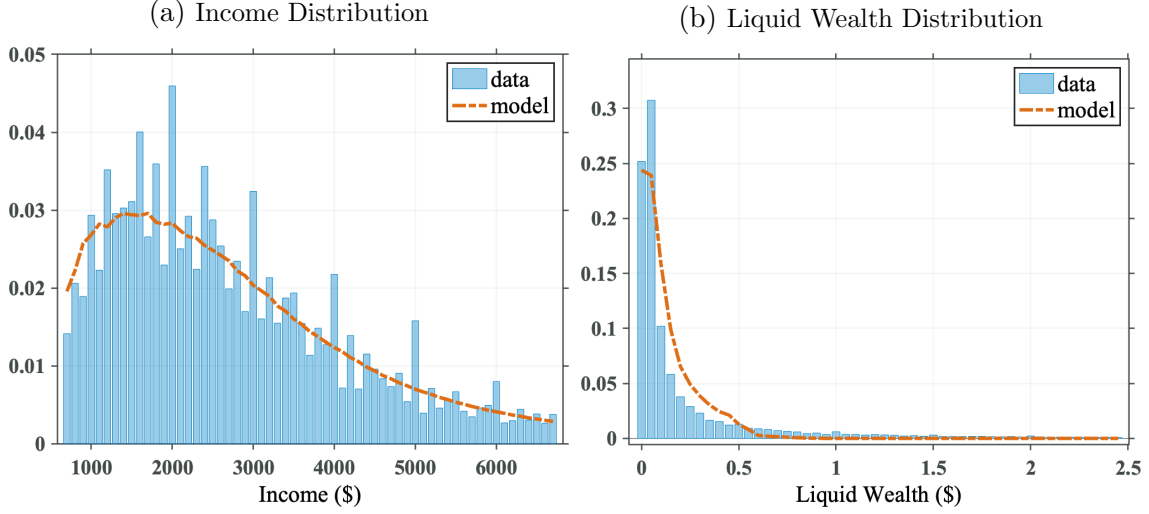 (a) Income Distribution
0.05
0.04
0.03
0.02
0.01
0
1000 2000 3000 4000 5000 6000
Income ($)
data
model
(b) Liquid Wealth Distribution
0.3
0.25
0.2
0.15
0.1
0.05
0
0 0.5 1 1.5 2 2.5
Liquid Wealth ($)
data
model